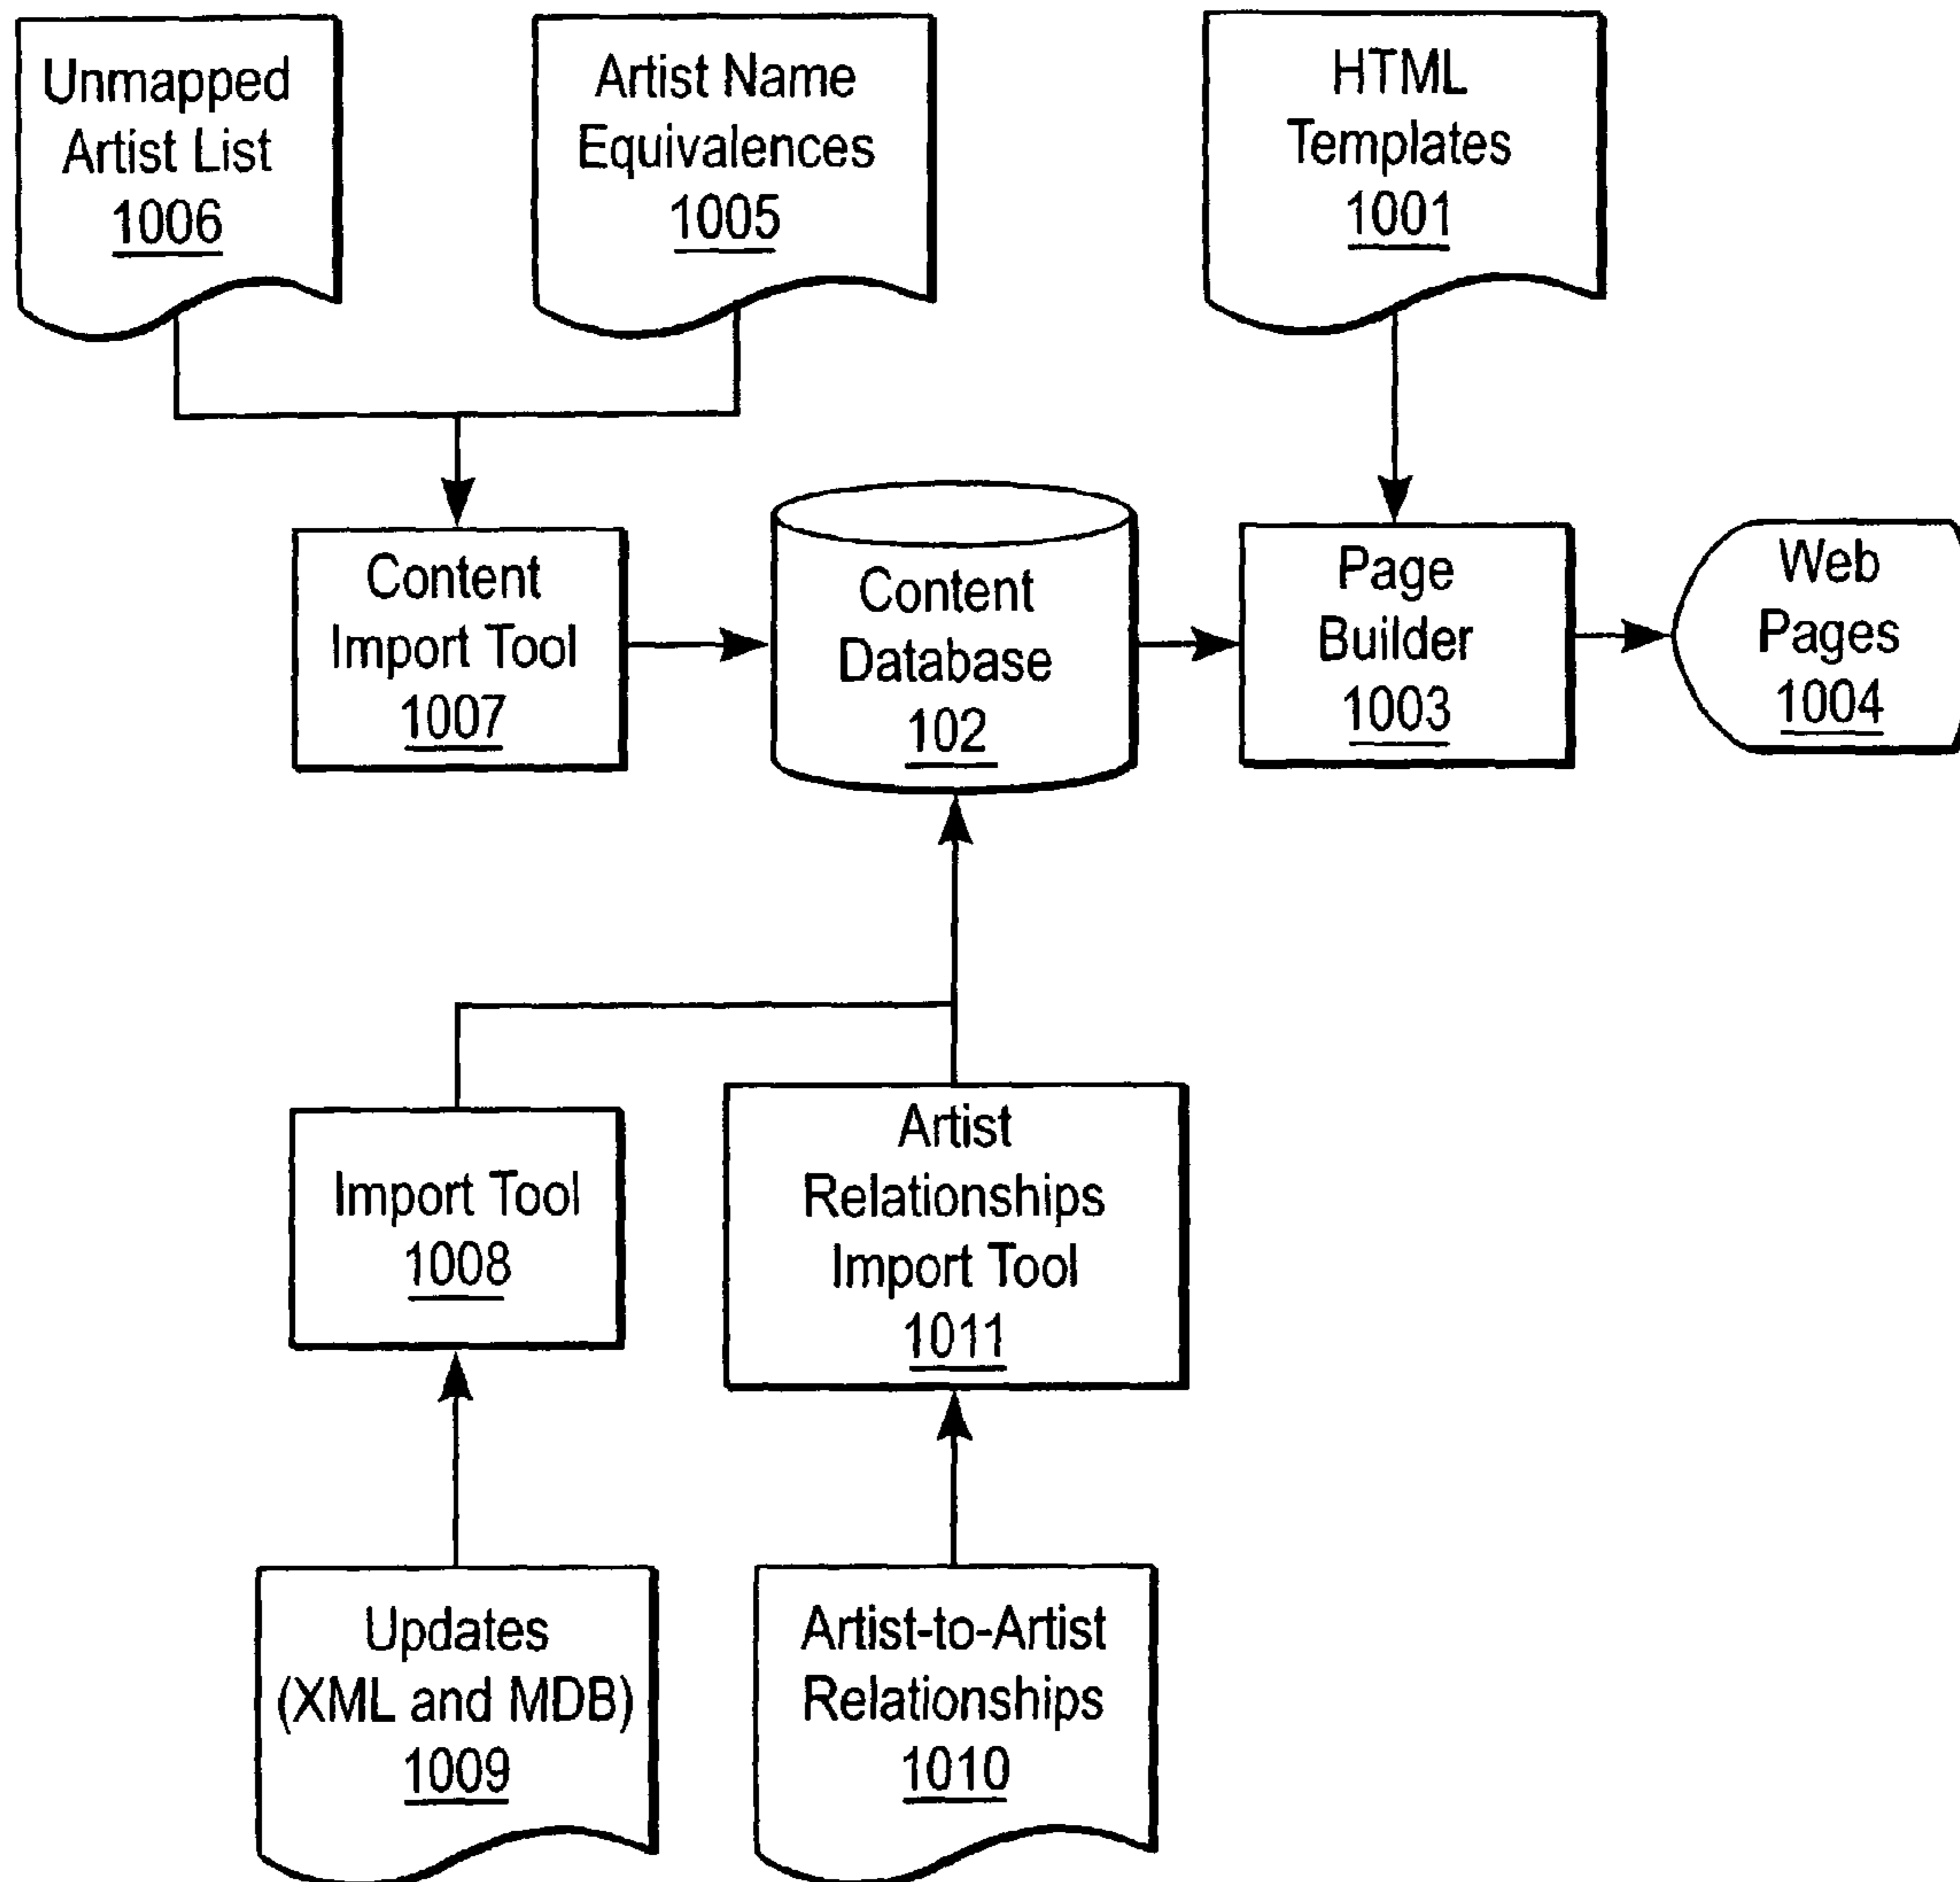 Unmapped
Artist List
1006
Artist Name
Equivalences
1005
HTML
Templates
1001
Content
Import Tool
1007
Content
Database
102
Page
Builder
1003
Web
Pages
1004
Import Tool
1008
Artist
Relationships
Import Tool
1011
Updates
(XML and MDB)
1009
Artist-to-Artist
Relationships
1010